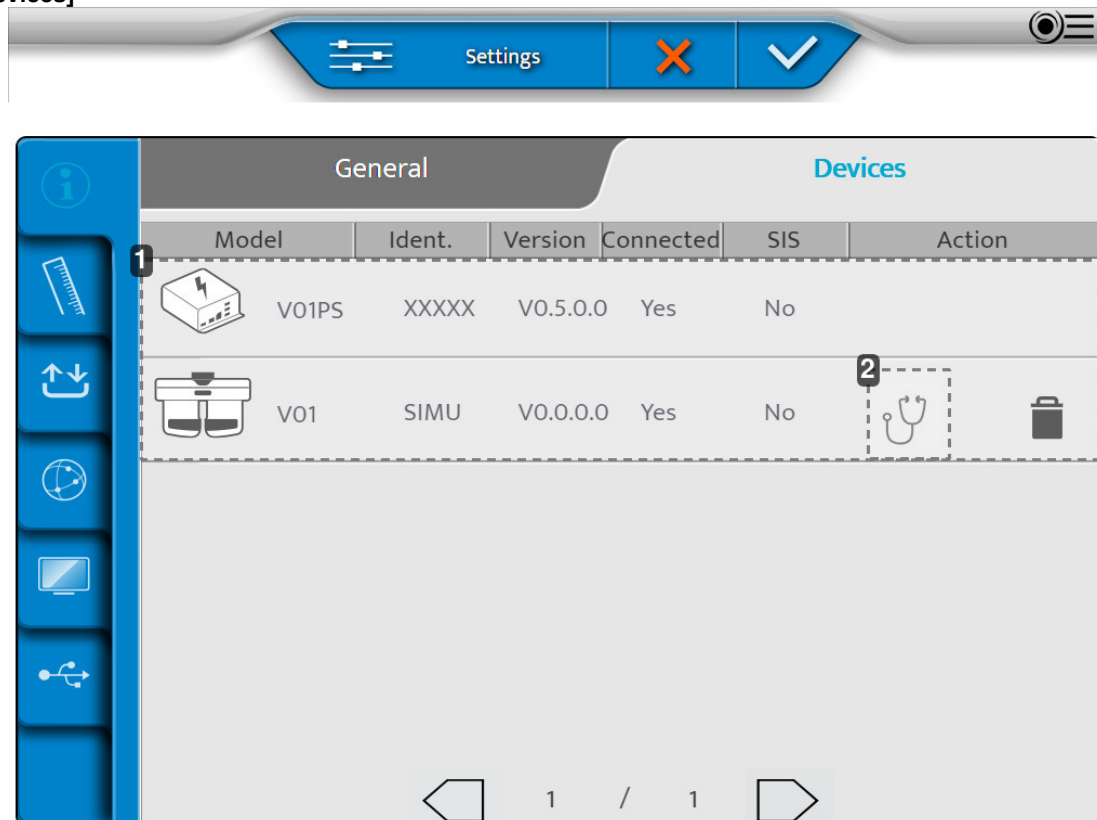 Settings
General Devices
Model Ident. Version Connected SIS Action
1
V01PS XXXXX V0.5.0.0 Yes No
2
V01 SIMU V0.0.0.0 Yes No
1 / 1